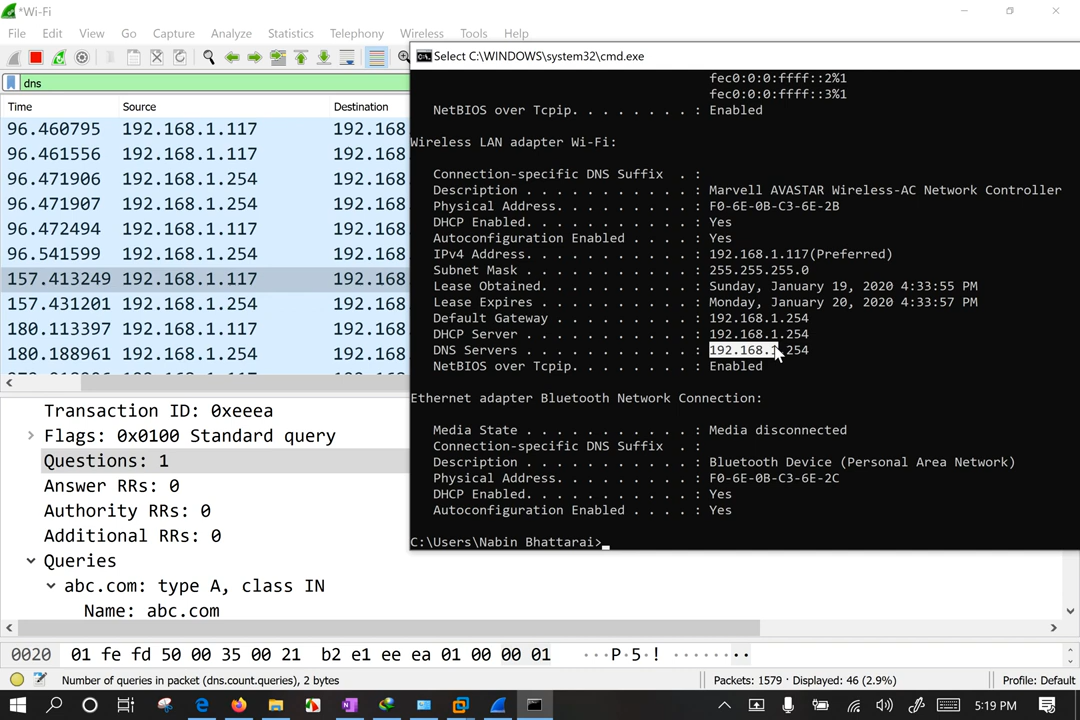 *Wi-Fi
File Edit View Go Capture Analyze Statistics Telephony Wireless Tools Help
dns
Time Source Destination
96.460795 192.168.1.117 192.168
96.461556 192.168.1.117 192.168
96.471906 192.168.1.254 192.168
96.471907 192.168.1.254 192.168
96.472494 192.168.1.117 192.168
96.541599 192.168.1.254 192.168
157.413249 192.168.1.117 192.168
157.431201 192.168.1.254 192.168
180.113397 192.168.1.117 192.168
180.188961 192.168.1.254 192.168
Transaction ID: 0xeeea
Flags: 0x0100 Standard query
Questions: 1
Answer RRs: 0
Authority RRs: 0
Additional RRs: 0
Queries
abc.com: type A, class IN
Name: abc.com
0020 01 fe fd 50 00 35 00 21 b2 e1 ee ea 01 00 00 01 ···P·5·! ········
Number of queries in packet (dns.count.queries), 2 bytes
Packets: 1579 · Displayed: 46 (2.9%)
Profile: Default
Select C:\WINDOWS\system32\cmd.exe
fec0:0:0:ffff::2%1
fec0:0:0:ffff::3%1
NetBIOS over Tcpip. . . . . . . . : Enabled
Wireless LAN adapter Wi-Fi:
Connection-specific DNS Suffix . :
Description . . . . . . . . . . . : Marvell AVASTAR Wireless-AC Network Controller
Physical Address. . . . . . . . . : F0-6E-0B-C3-6E-2B
DHCP Enabled. . . . . . . . . . . : Yes
Autoconfiguration Enabled . . . . : Yes
IPv4 Address. . . . . . . . . . . : 192.168.1.117(Preferred)
Subnet Mask . . . . . . . . . . . : 255.255.255.0
Lease Obtained. . . . . . . . . . : Sunday, January 19, 2020 4:33:55 PM
Lease Expires . . . . . . . . . . : Monday, January 20, 2020 4:33:57 PM
Default Gateway . . . . . . . . . : 192.168.1.254
DHCP Server . . . . . . . . . . . : 192.168.1.254
DNS Servers . . . . . . . . . . . : 192.168.1.254
NetBIOS over Tcpip. . . . . . . . : Enabled
Ethernet adapter Bluetooth Network Connection:
Media State . . . . . . . . . . . : Media disconnected
Connection-specific DNS Suffix . :
Description . . . . . . . . . . . : Bluetooth Device (Personal Area Network)
Physical Address. . . . . . . . . : F0-6E-0B-C3-6E-2C
DHCP Enabled. . . . . . . . . . . : Yes
Autoconfiguration Enabled . . . . : Yes
C:\Users\Nabin Bhattarai>
5:19 PM